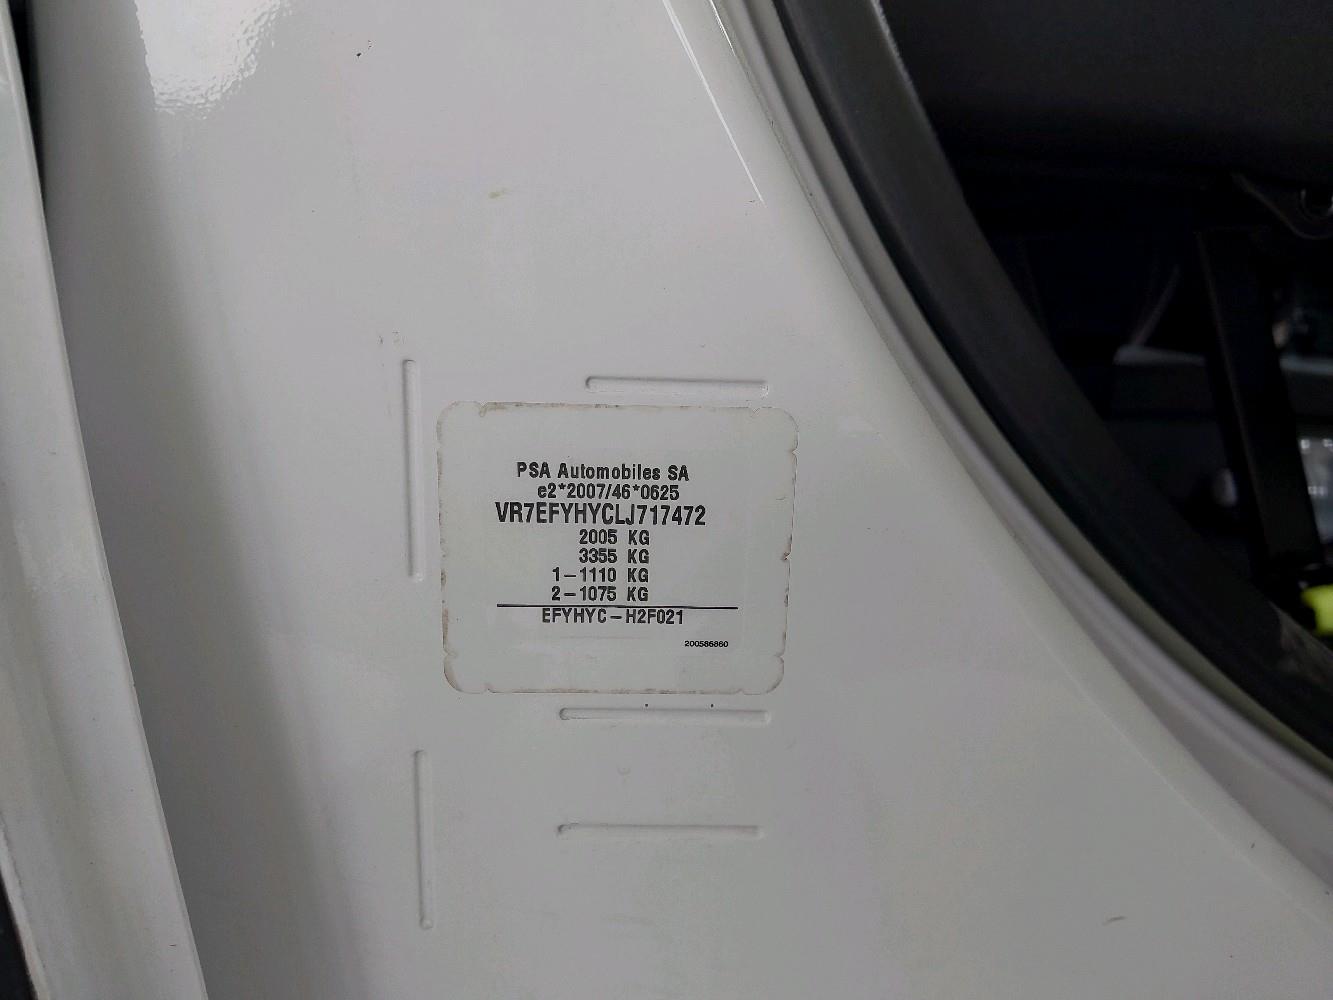 PSA Automobiles SA
e2*2007/46*0625
VR7EFYHYCLJ717472
2005 KG
3355 KG
1-1110 KG
2-1075 KG
EFYHYC-H2F021
200586860